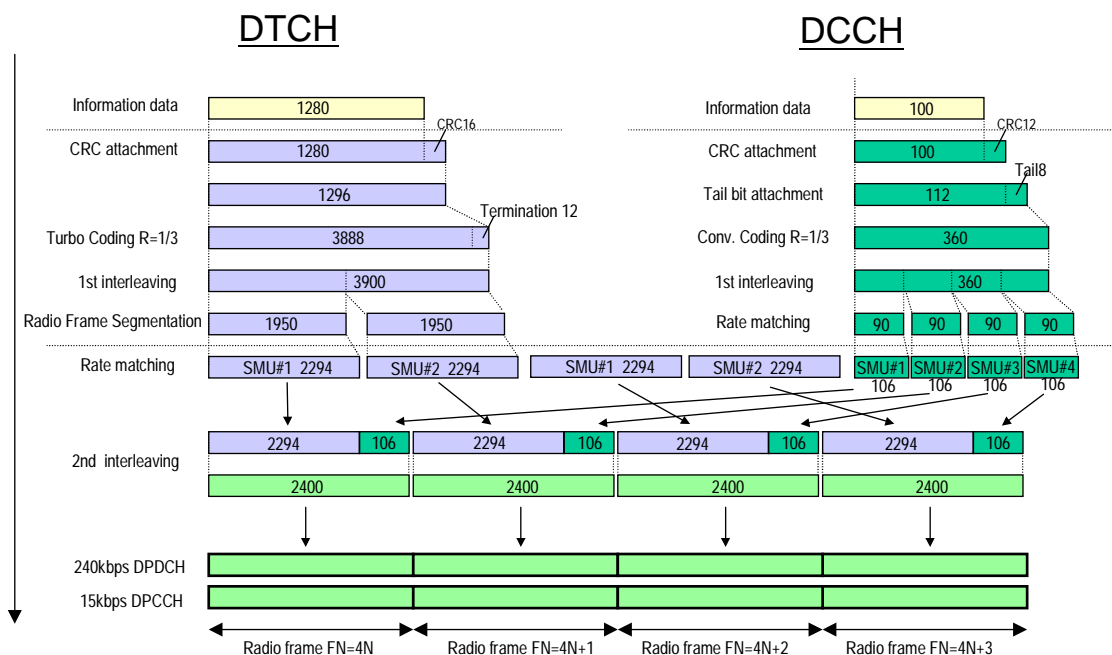 DTCH DCCH
Information data 1280 Information data 100
CRC16 CRC12
CRC attachment 1280 CRC attachment 100
Tail8
1296 Tail bit attachment 112
Termination 12
Turbo Coding R=1/3 3888 Conv. Coding R=1/3 360
1st interleaving 3900 1st interleaving 360
Radio Frame Segmentation 1950 1950 Rate matching 90 90 90 90
Rate matching SMU#1 2294 SMU#2 2294 SMU#1 2294 SMU#2 2294 SMU#1 SMU#2 SMU#3 SMU#4
106 106 106 106
2294 106 2294 106 2294 106 2294 106
2nd interleaving
2400 2400 2400 2400
240kbps DPDCH
15kbps DPCCH
Radio frame FN=4N Radio frame FN=4N+1 Radio frame FN=4N+2 Radio frame FN=4N+3